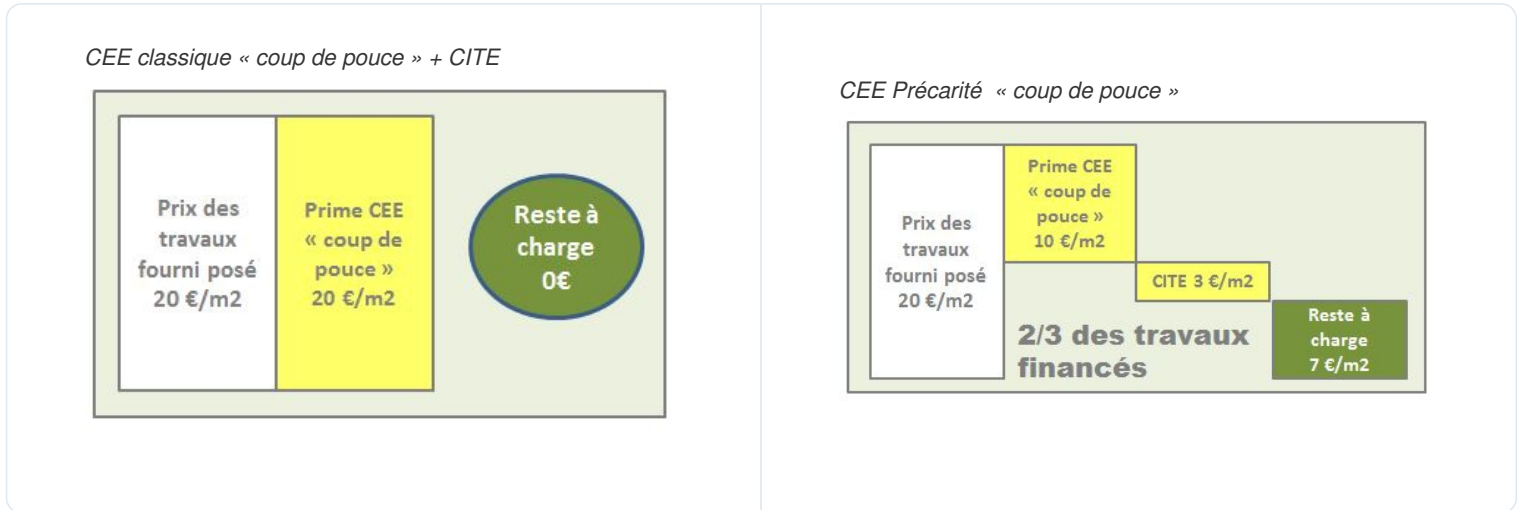 CEE classique « coup de pouce » + CITE
Prix des
travaux
fourni posé
20 €/m2
Prime CEE
« coup de
pouce »
20 €/m2
Reste à
charge
0€
CEE Précarité « coup de pouce »
Prix des
travaux
fourni posé
20 €/m2
Prime CEE
« coup de
pouce »
10 €/m2
CITE 3 €/m2
2/3 des travaux
financés
Reste à
charge
7 €/m2